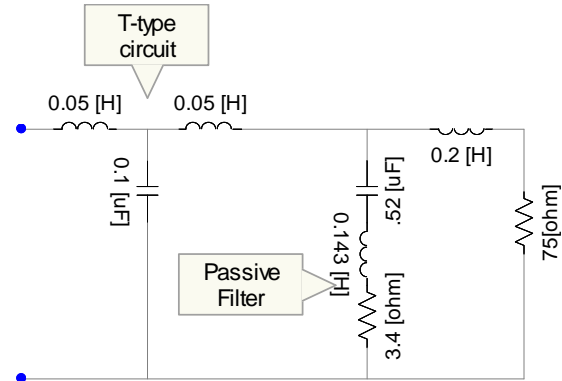 T-type
circuit
0.05 [H]
0.05 [H]
0.1 [uF]
.52 [uF]
0.2 [H]
0.143 [H]
75[ohm]
Passive
Filter
3.4 [ohm]